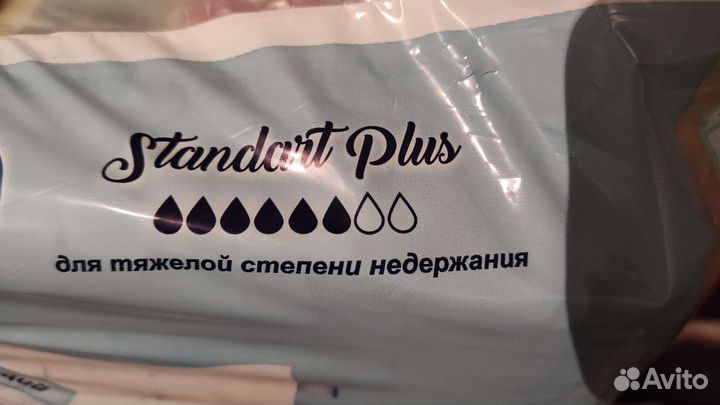 Standart Plus
для тяжелой степени недержания
Avito